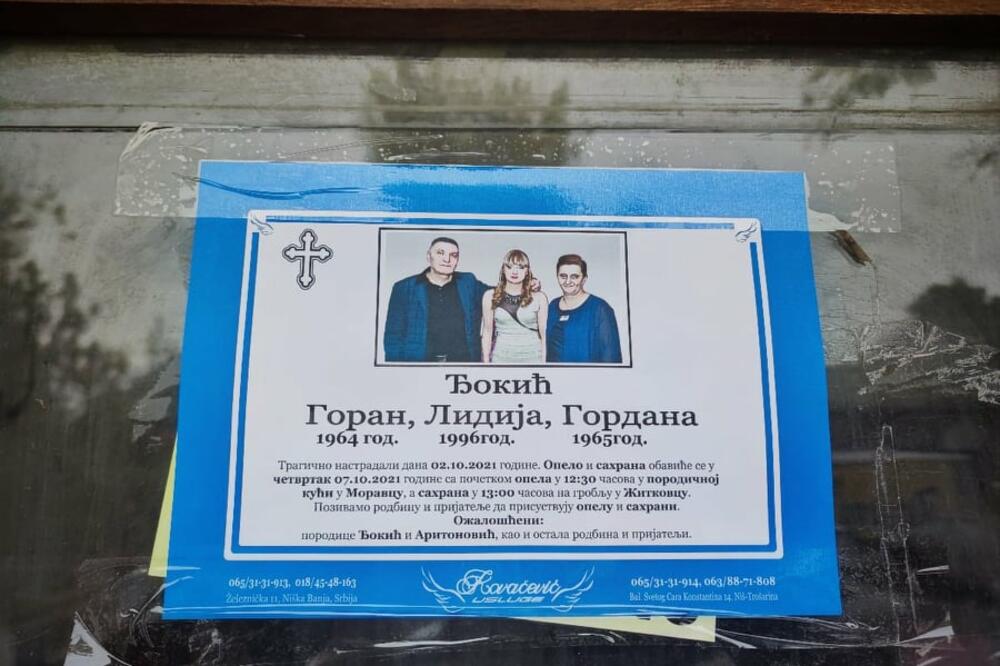 Ђокић
Горан, Лидија, Гордана
1964 год. 1996год. 1965год.
Трагично настрадали дана 02.10.2021 године. Опело и сахрана обавиће се у
четвртак 07.10.2021 године са почетком опела у 12:30 часова у породичној
кући у Моравцу, а сахрана у 13:00 часова на гробљу у Житковцу.
Позивамо родбину и пријатеље да присуствују опелу и сахрани.
Ожалошћени:
породице Ђокић и Аритоновић, као и остала родбина и пријатељи.
065/31-31-913, 018/45-48-163
Železnička 11, Niška Banja, Srbija
Kovačević
USLUGE
065/31-31-914, 063/88-71-808
Bul. Svetog Cara Konstantina 14, Niš-Trošarina